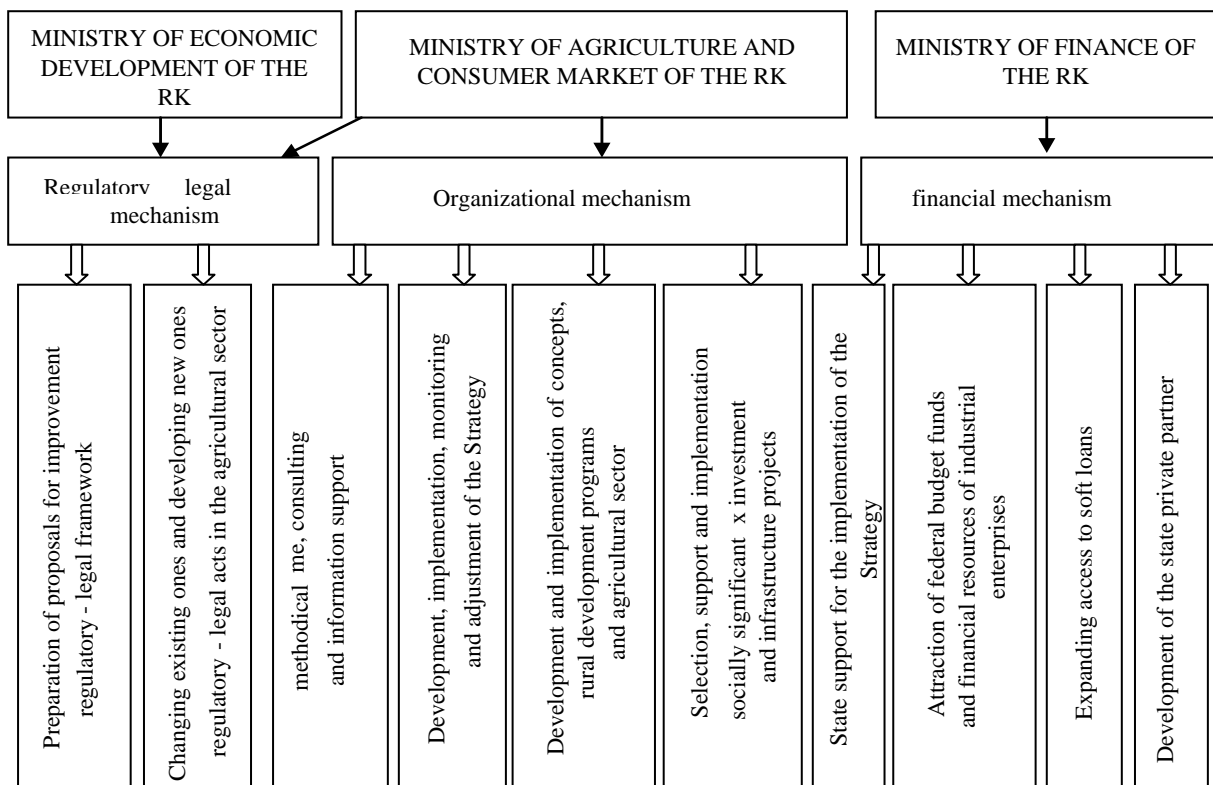 MINISTRY OF ECONOMIC
DEVELOPMENT OF THE
RK
MINISTRY OF AGRICULTURE AND
CONSUMER MARKET OF THE RK
MINISTRY OF FINANCE OF
THE RK
Regulatory legal
mechanism
Organizational mechanism
financial mechanism
Preparation of proposals for improvement
regulatory - legal framework
Changing existing ones and developing new ones
regulatory - legal acts in the agricultural sector
methodical me, consulting
and information support
Development, implementation, monitoring
and adjustment of the Strategy
Development and implementation of concepts,
rural development programs
and agricultural sector
Selection, support and implementation
socially significant x investment
and infrastructure projects
State support for the implementation of the
Strategy
Attraction of federal budget funds
and financial resources of industrial
enterprises
Expanding access to soft loans
Development of the state private partner